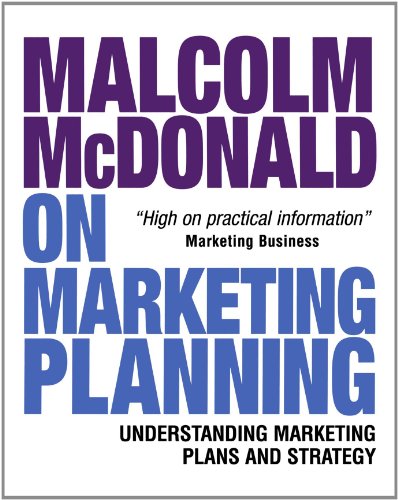 MALCOLM
McDONALD
ON
"High on practical information"
Marketing Business
MARKETING
PLANNING
UNDERSTANDING MARKETING
PLANS AND STRATEGY